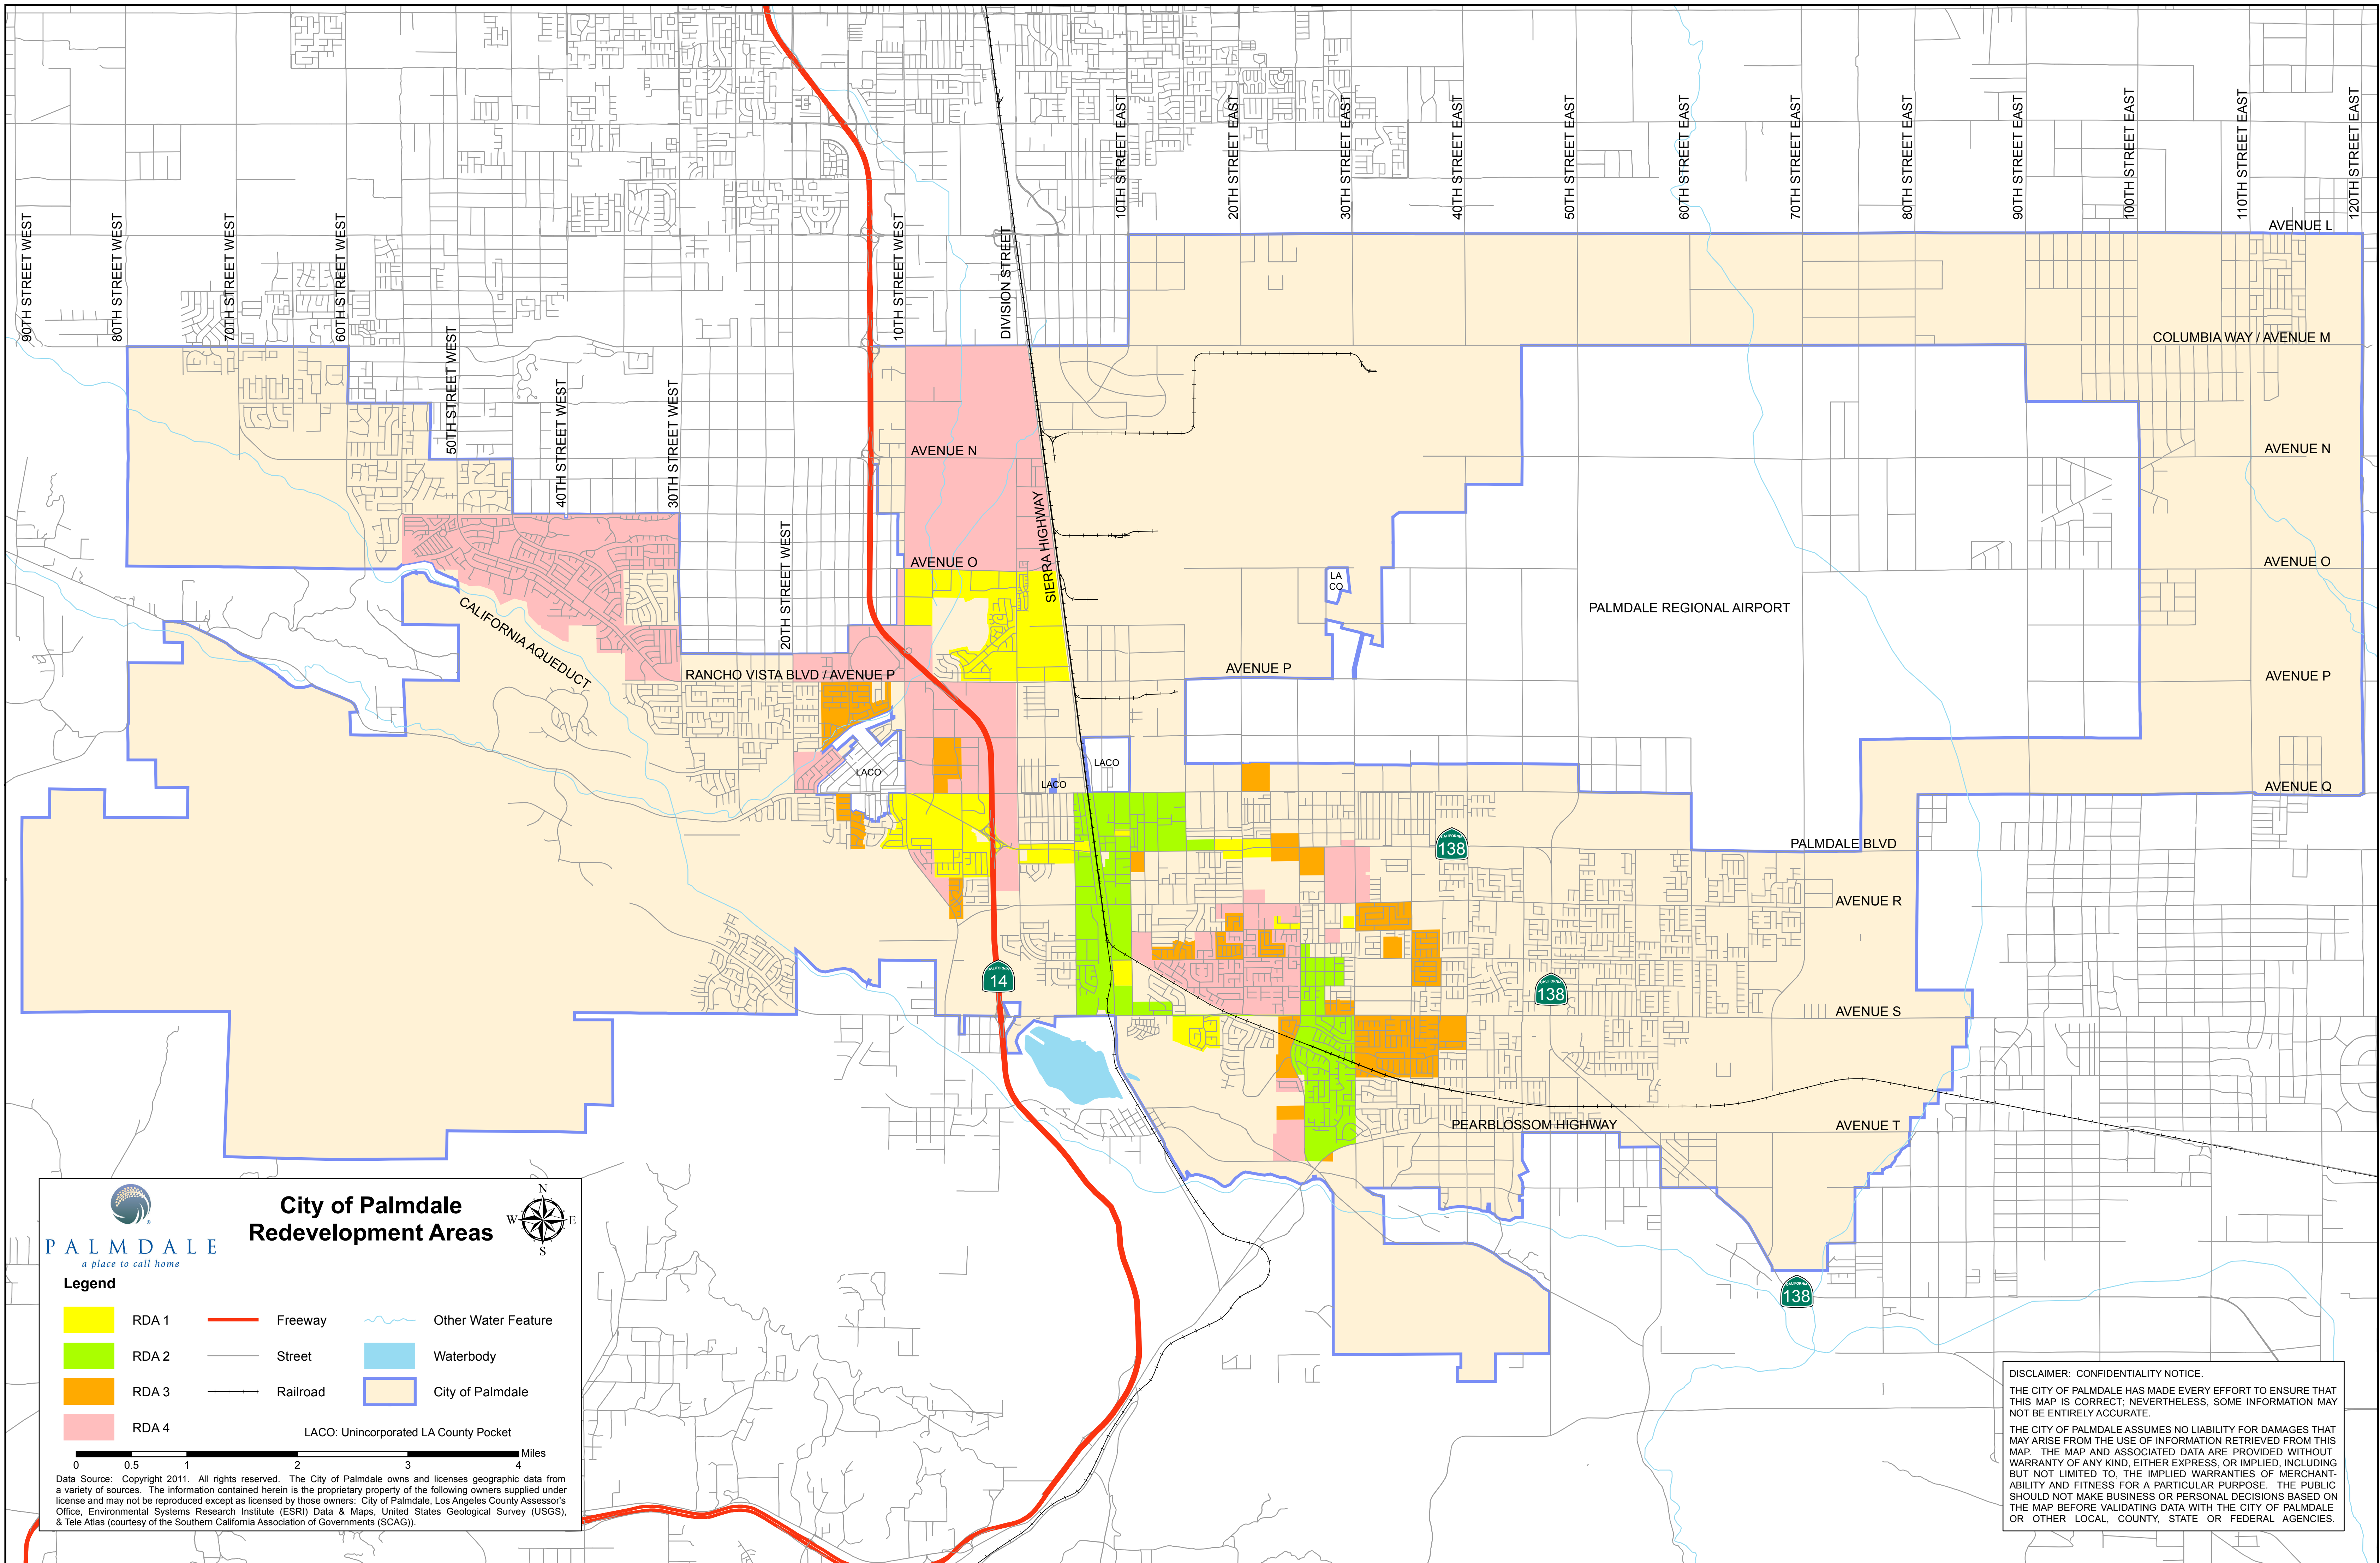 10TH STREET EAST
20TH STREET EAST
30TH STREET EAST
40TH STREET EAST
50TH STREET EAST
60TH STREET EAST
70TH STREET EAST
80TH STREET EAST
90TH STREET EAST
100TH STREET EAST
110TH STREET EAST
120TH STREET EAST
90TH STREET WEST
80TH STREET WEST
70TH STREET WEST
60TH STREET WEST
50TH STREET WEST
40TH STREET WEST
30TH STREET WEST
20TH STREET WEST
10TH STREET WEST
DIVISION STREET
SIERRA HIGHWAY
AVENUE L
COLUMBIA WAY / AVENUE M
AVENUE N
AVENUE N
AVENUE O
AVENUE O
LA
CO
PALMDALE REGIONAL AIRPORT
CALIFORNIA AQUEDUCT
RANCHO VISTA BLVD / AVENUE P
AVENUE P
AVENUE P
LACO
LACO
LACO
AVENUE Q
CALIFORNIA
138
PALMDALE BLVD
AVENUE R
CALIFORNIA
14
CALIFORNIA
138
AVENUE S
PEARBLOSSOM HIGHWAY
AVENUE T
CALIFORNIA
138
PALMDALE
a place to call home
City of Palmdale
Redevelopment Areas
N
W
E
S
Legend
RDA 1
Freeway
Other Water Feature
RDA 2
Street
Waterbody
RDA 3
Railroad
City of Palmdale
RDA 4
LACO: Unincorporated LA County Pocket
Miles
0 0.5 1 2 3 4
Data Source: Copyright 2011. All rights reserved. The City of Palmdale owns and licenses geographic data from
a variety of sources. The information contained herein is the proprietary property of the following owners supplied under
license and may not be reproduced except as licensed by those owners: City of Palmdale, Los Angeles County Assessor's
Office, Environmental Systems Research Institute (ESRI) Data & Maps, United States Geological Survey (USGS),
& Tele Atlas (courtesy of the Southern California Association of Governments (SCAG)).
DISCLAIMER: CONFIDENTIALITY NOTICE.
THE CITY OF PALMDALE HAS MADE EVERY EFFORT TO ENSURE THAT
THIS MAP IS CORRECT; NEVERTHELESS, SOME INFORMATION MAY
NOT BE ENTIRELY ACCURATE.
THE CITY OF PALMDALE ASSUMES NO LIABILITY FOR DAMAGES THAT
MAY ARISE FROM THE USE OF INFORMATION RETRIEVED FROM THIS
MAP. THE MAP AND ASSOCIATED DATA ARE PROVIDED WITHOUT
WARRANTY OF ANY KIND, EITHER EXPRESS, OR IMPLIED, INCLUDING
BUT NOT LIMITED TO, THE IMPLIED WARRANTIES OF MERCHANT-
ABILITY AND FITNESS FOR A PARTICULAR PURPOSE. THE PUBLIC
SHOULD NOT MAKE BUSINESS OR PERSONAL DECISIONS BASED ON
THE MAP BEFORE VALIDATING DATA WITH THE CITY OF PALMDALE
OR OTHER LOCAL, COUNTY, STATE OR FEDERAL AGENCIES.